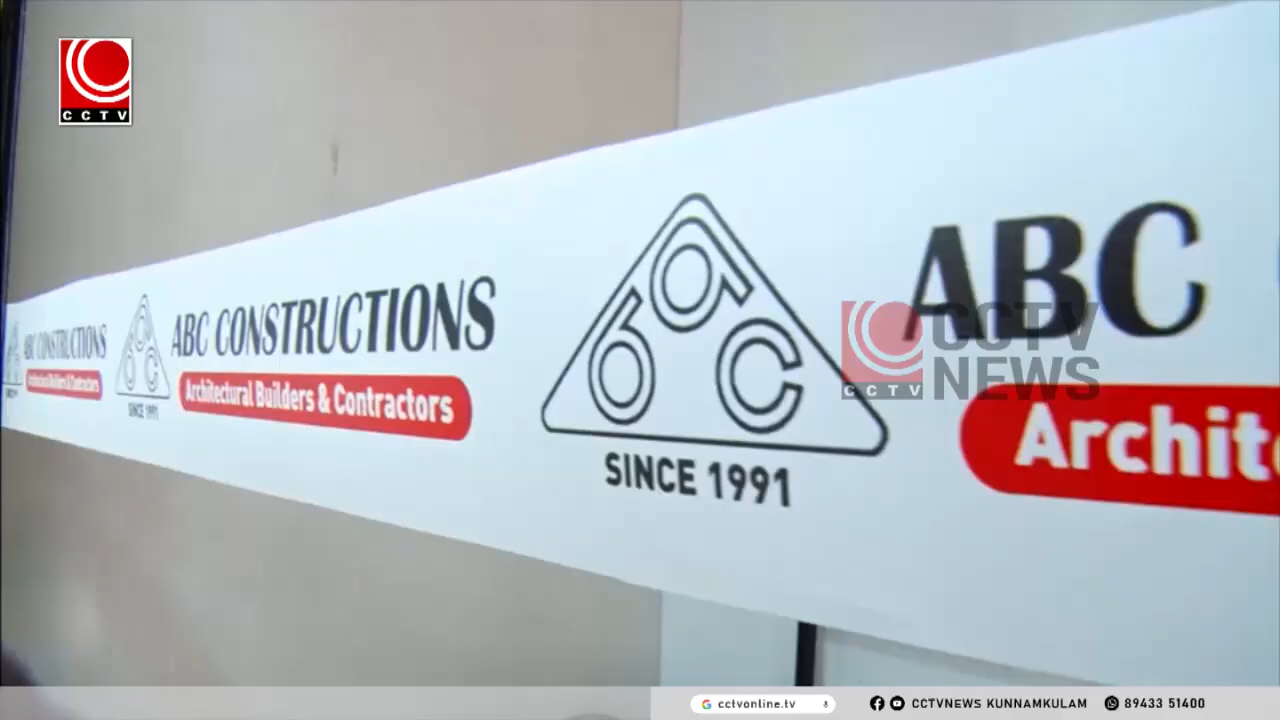 CCTV
ABC CONSTRUCTIONS
Architectural Builders & Contractors
ABC CONSTRUCTIONS
Architectural Builders & Contractors
SINCE 1991
abc
SINCE 1991
ABC
Archite
CCTV
CCTV
NEWS
cctvonline.tv
CCTVNEWS KUNNAMKULAM
89433 51400